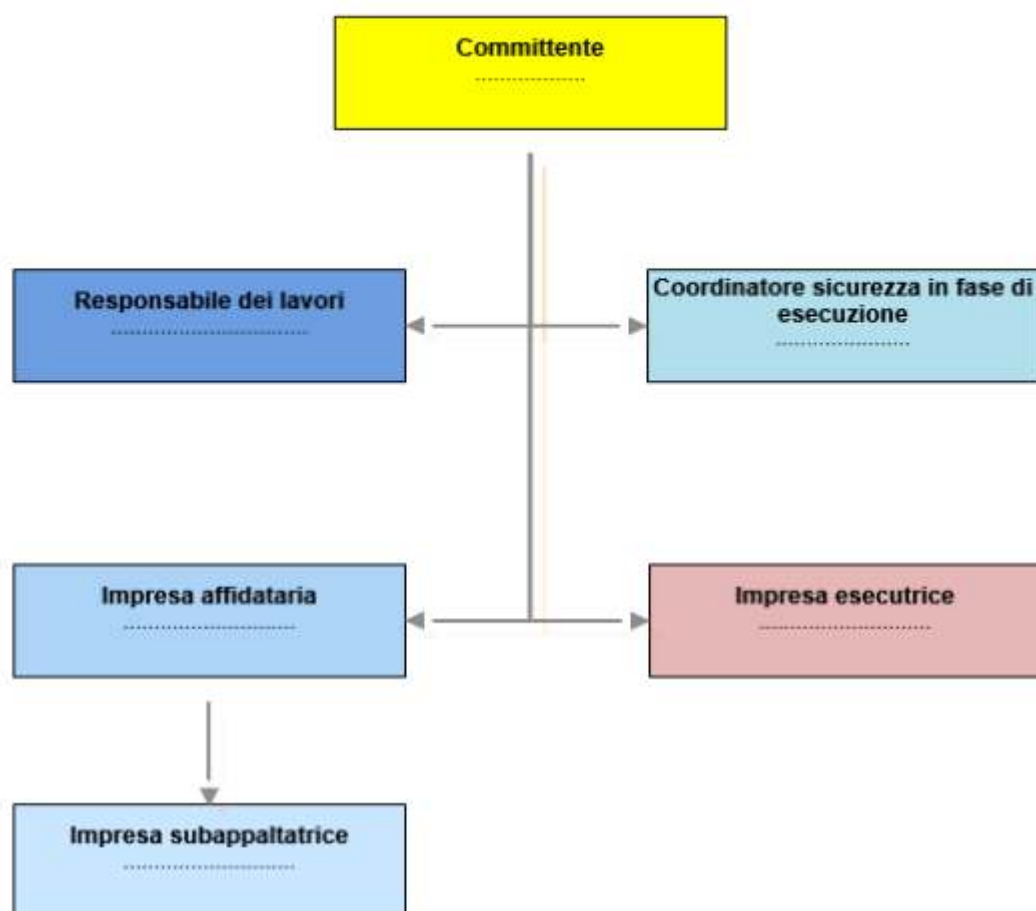 Committente
..................
Responsabile dei lavori
................................
Coordinatore sicurezza in fase di
esecuzione
......................
Impresa affidataria
............................
Impresa esecutrice
............................
Impresa subappaltatrice
............................